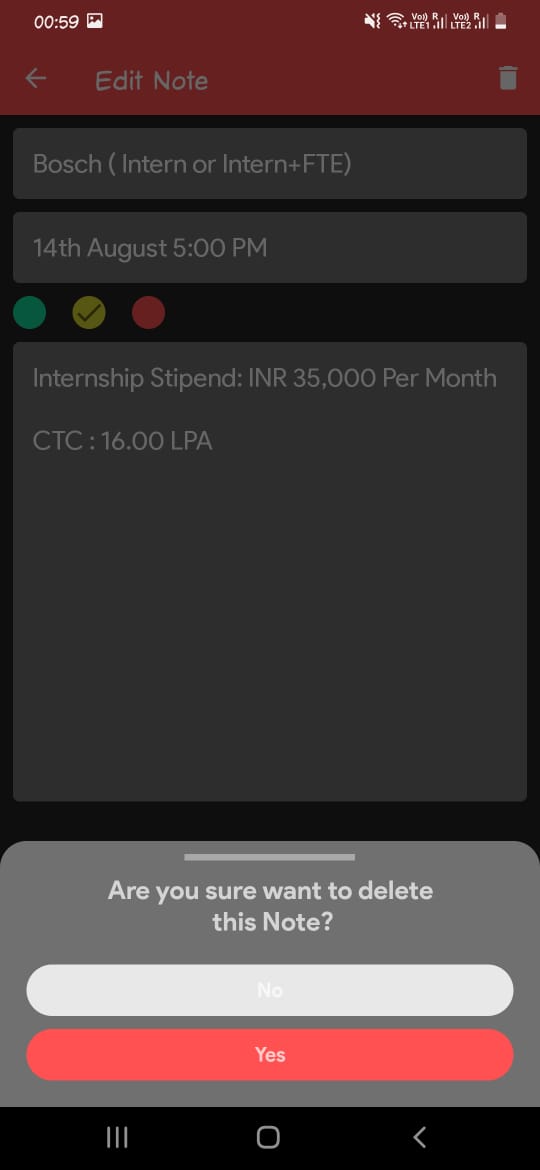 00:59
Vo)) R Vo)) R
LTE1 LTE2
Edit Note
Bosch ( Intern or Intern+FTE)
14th August 5:00 PM
Internship Stipend: INR 35,000 Per Month
CTC : 16.00 LPA
Are you sure want to delete
this Note?
No
Yes